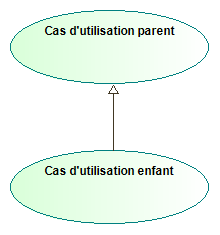 Cas d'utilisation parent
Cas d'utilisation enfant